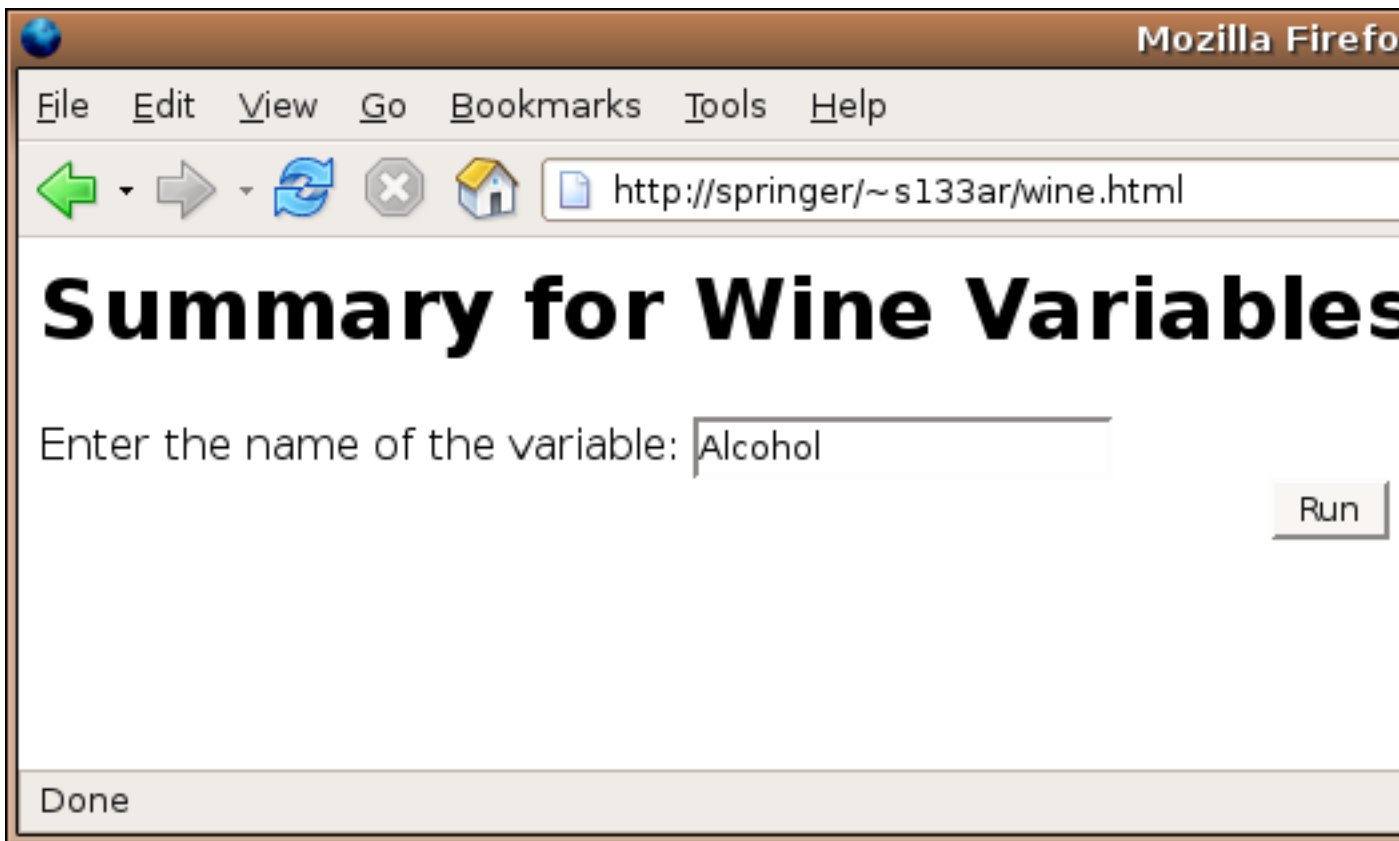 Mozilla Firefo
File Edit View Go Bookmarks Tools Help
http://springer/~s133ar/wine.html
Summary for Wine Variables
Enter the name of the variable: Alcohol
Run
Done